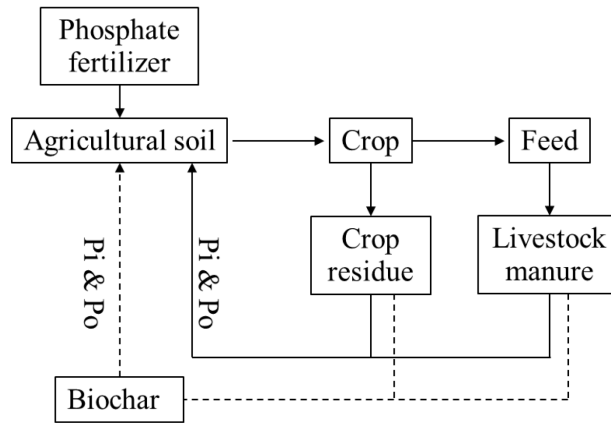 Phosphate
fertilizer
Agricultural soil
Crop
Feed
Crop
residue
Livestock
manure
Pi & Po
Pi & Po
Biochar